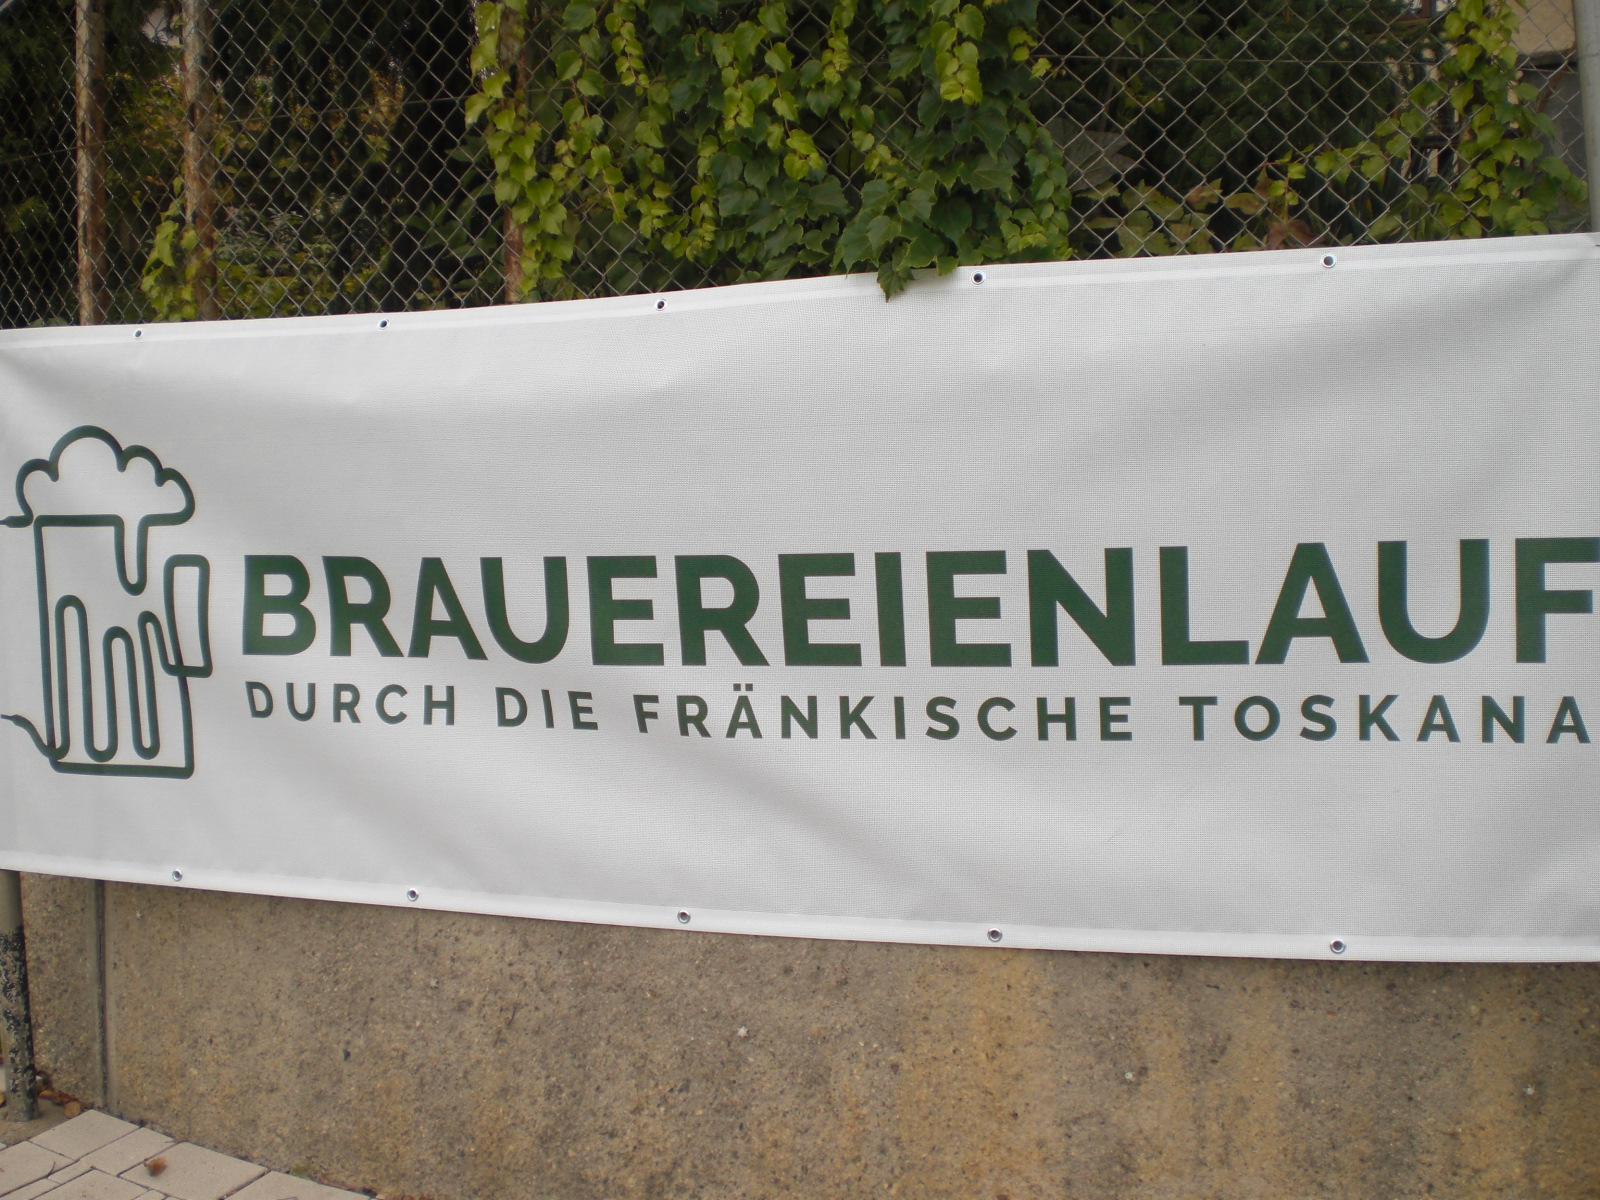 BRAUEREIENLAUF
DURCH DIE FRÄNKISCHE TOSKANA